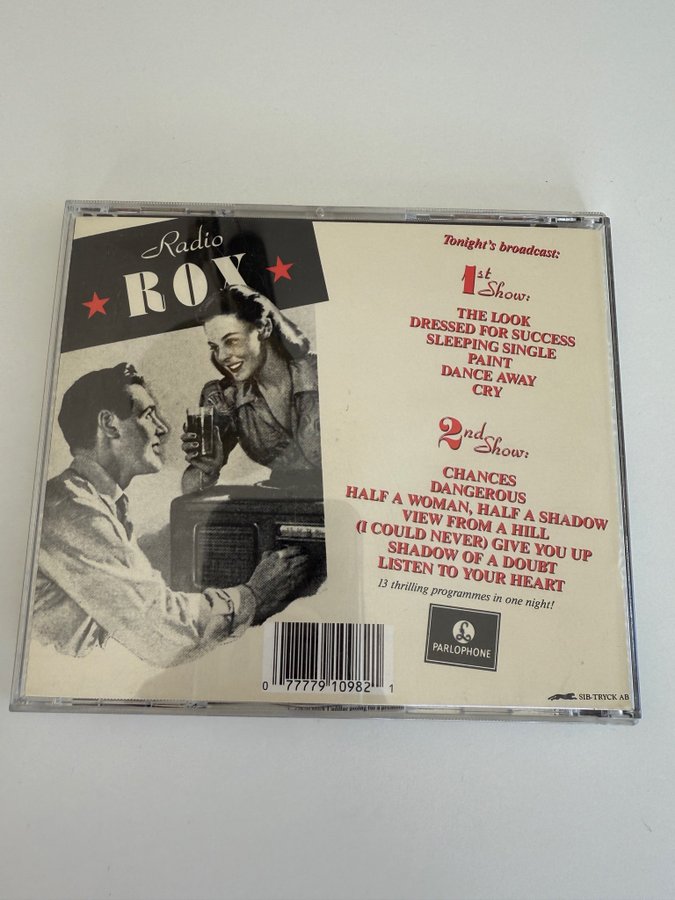 Radio
ROX
Tonight's broadcast:
1st Show:
THE LOOK
DRESSED FOR SUCCESS
SLEEPING SINGLE
PAINT
DANCE AWAY
CRY
2nd Show:
CHANCES
DANGEROUS
HALF A WOMAN, HALF A SHADOW
VIEW FROM A HILL
(I COULD NEVER) GIVE YOU UP
SHADOW OF A DOUBT
LISTEN TO YOUR HEART
13 thrilling programmes in one night!
£
PARLOPHONE
0 77779 10982 1
SIB-TRYCK AB